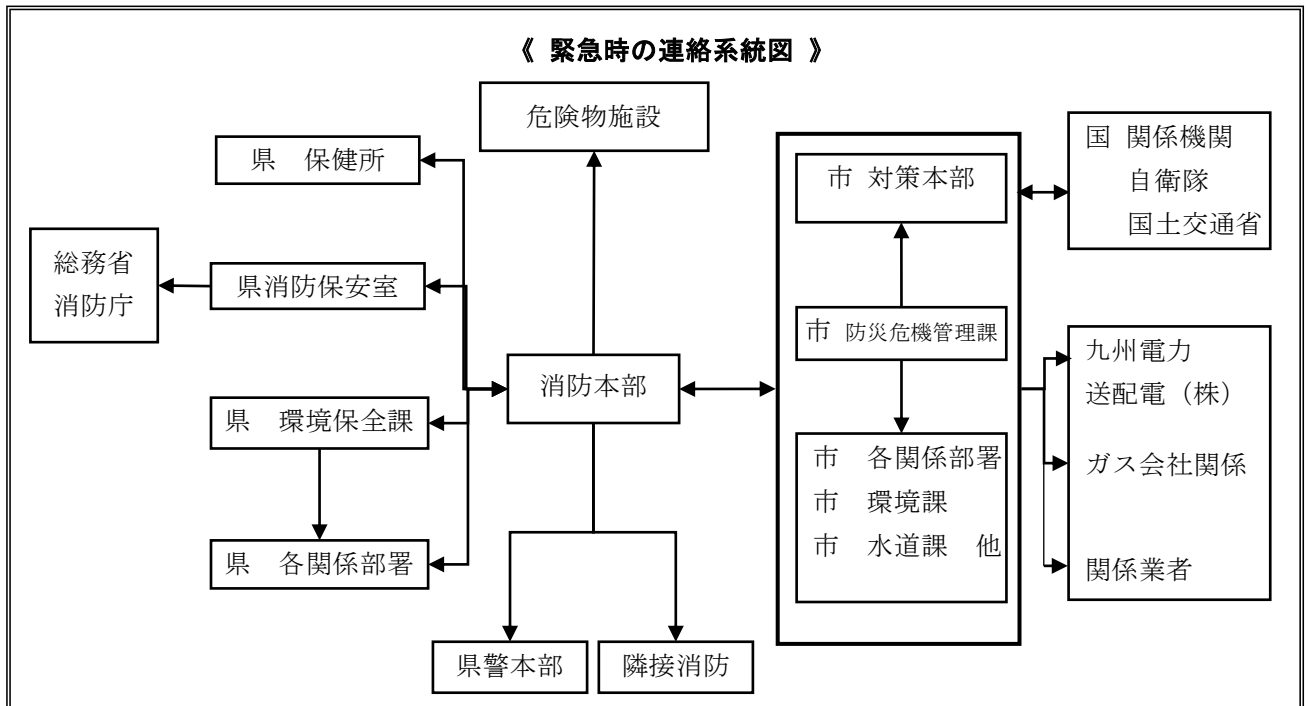 《 緊急時の連絡系統図 》
危険物施設
県　保健所
総務省
消防庁
県消防保安室
県　環境保全課
県　各関係部署
消防本部
県警本部
隣接消防
市 対策本部
市 防災危機管理課
市　各関係部署
市　環境課
市　水道課　他
国 関係機関
自衛隊
国土交通省
九州電力
送配電（株）
ガス会社関係
関係業者